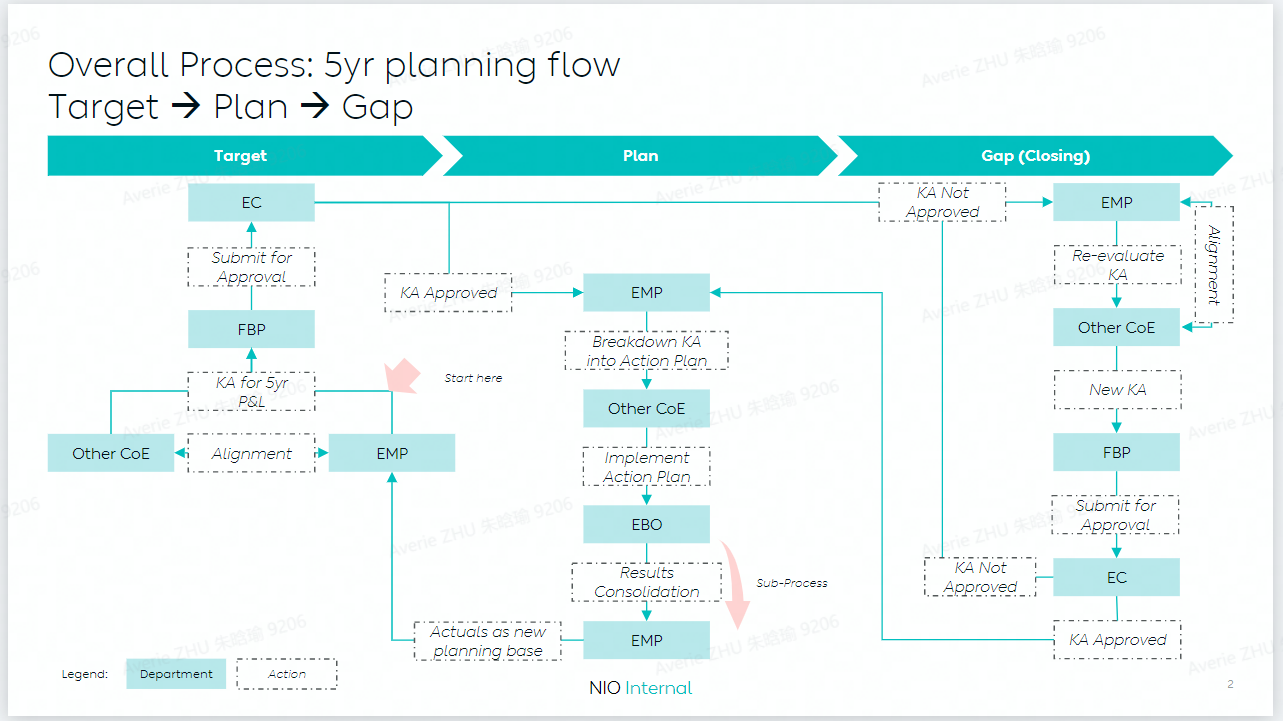 Overall Process: 5yr planning flow
Target → Plan → Gap
Target
Plan
Gap (Closing)
EC
Submit for
Approval
FBP
KA for 5yr
P&L
Start here
Other CoE
Alignment
EMP
KA Approved
EMP
Breakdown KA
into Action Plan
Other CoE
Implement
Action Plan
EBO
Results
Consolidation
Sub-Process
EMP
Actuals as new
planning base
KA Not
Approved
EMP
Alignment
Re-evaluate
KA
Other CoE
New KA
FBP
Submit for
Approval
KA Not
Approved
EC
KA Approved
Legend:
Department
Action
NIO Internal
2
Averie ZHU 朱晗瑜 9206